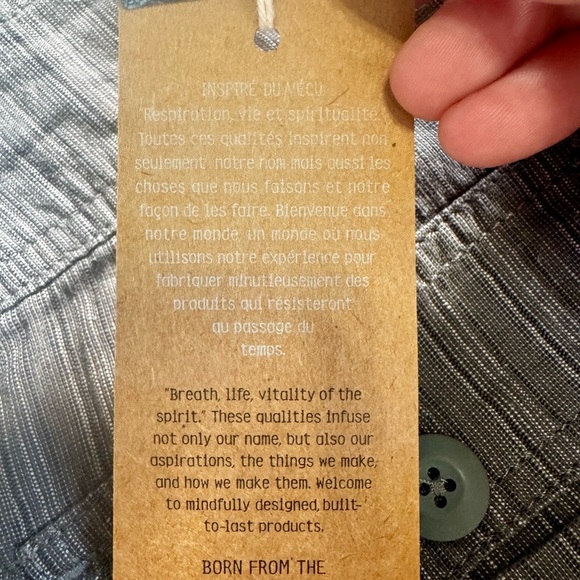 INSPIRÉ DU VÉCU
"Respiration, vie et spiritualité."
Toutes ces qualités inspirent non
seulement notre nom mais aussi les
choses que nous faisons et notre
façon de les faire. Bienvenue dans
notre monde, un monde où nous
utilisons notre expérience pour
fabriquer minutieusement des
produits qui résisteront
au passage du
temps.
"Breath, life, vitality of the
spirit." These qualities infuse
not only our name, but also our
aspirations, the things we make,
and how we make them. Welcome
to mindfully designed, built-
to-last products.
BORN FROM THE